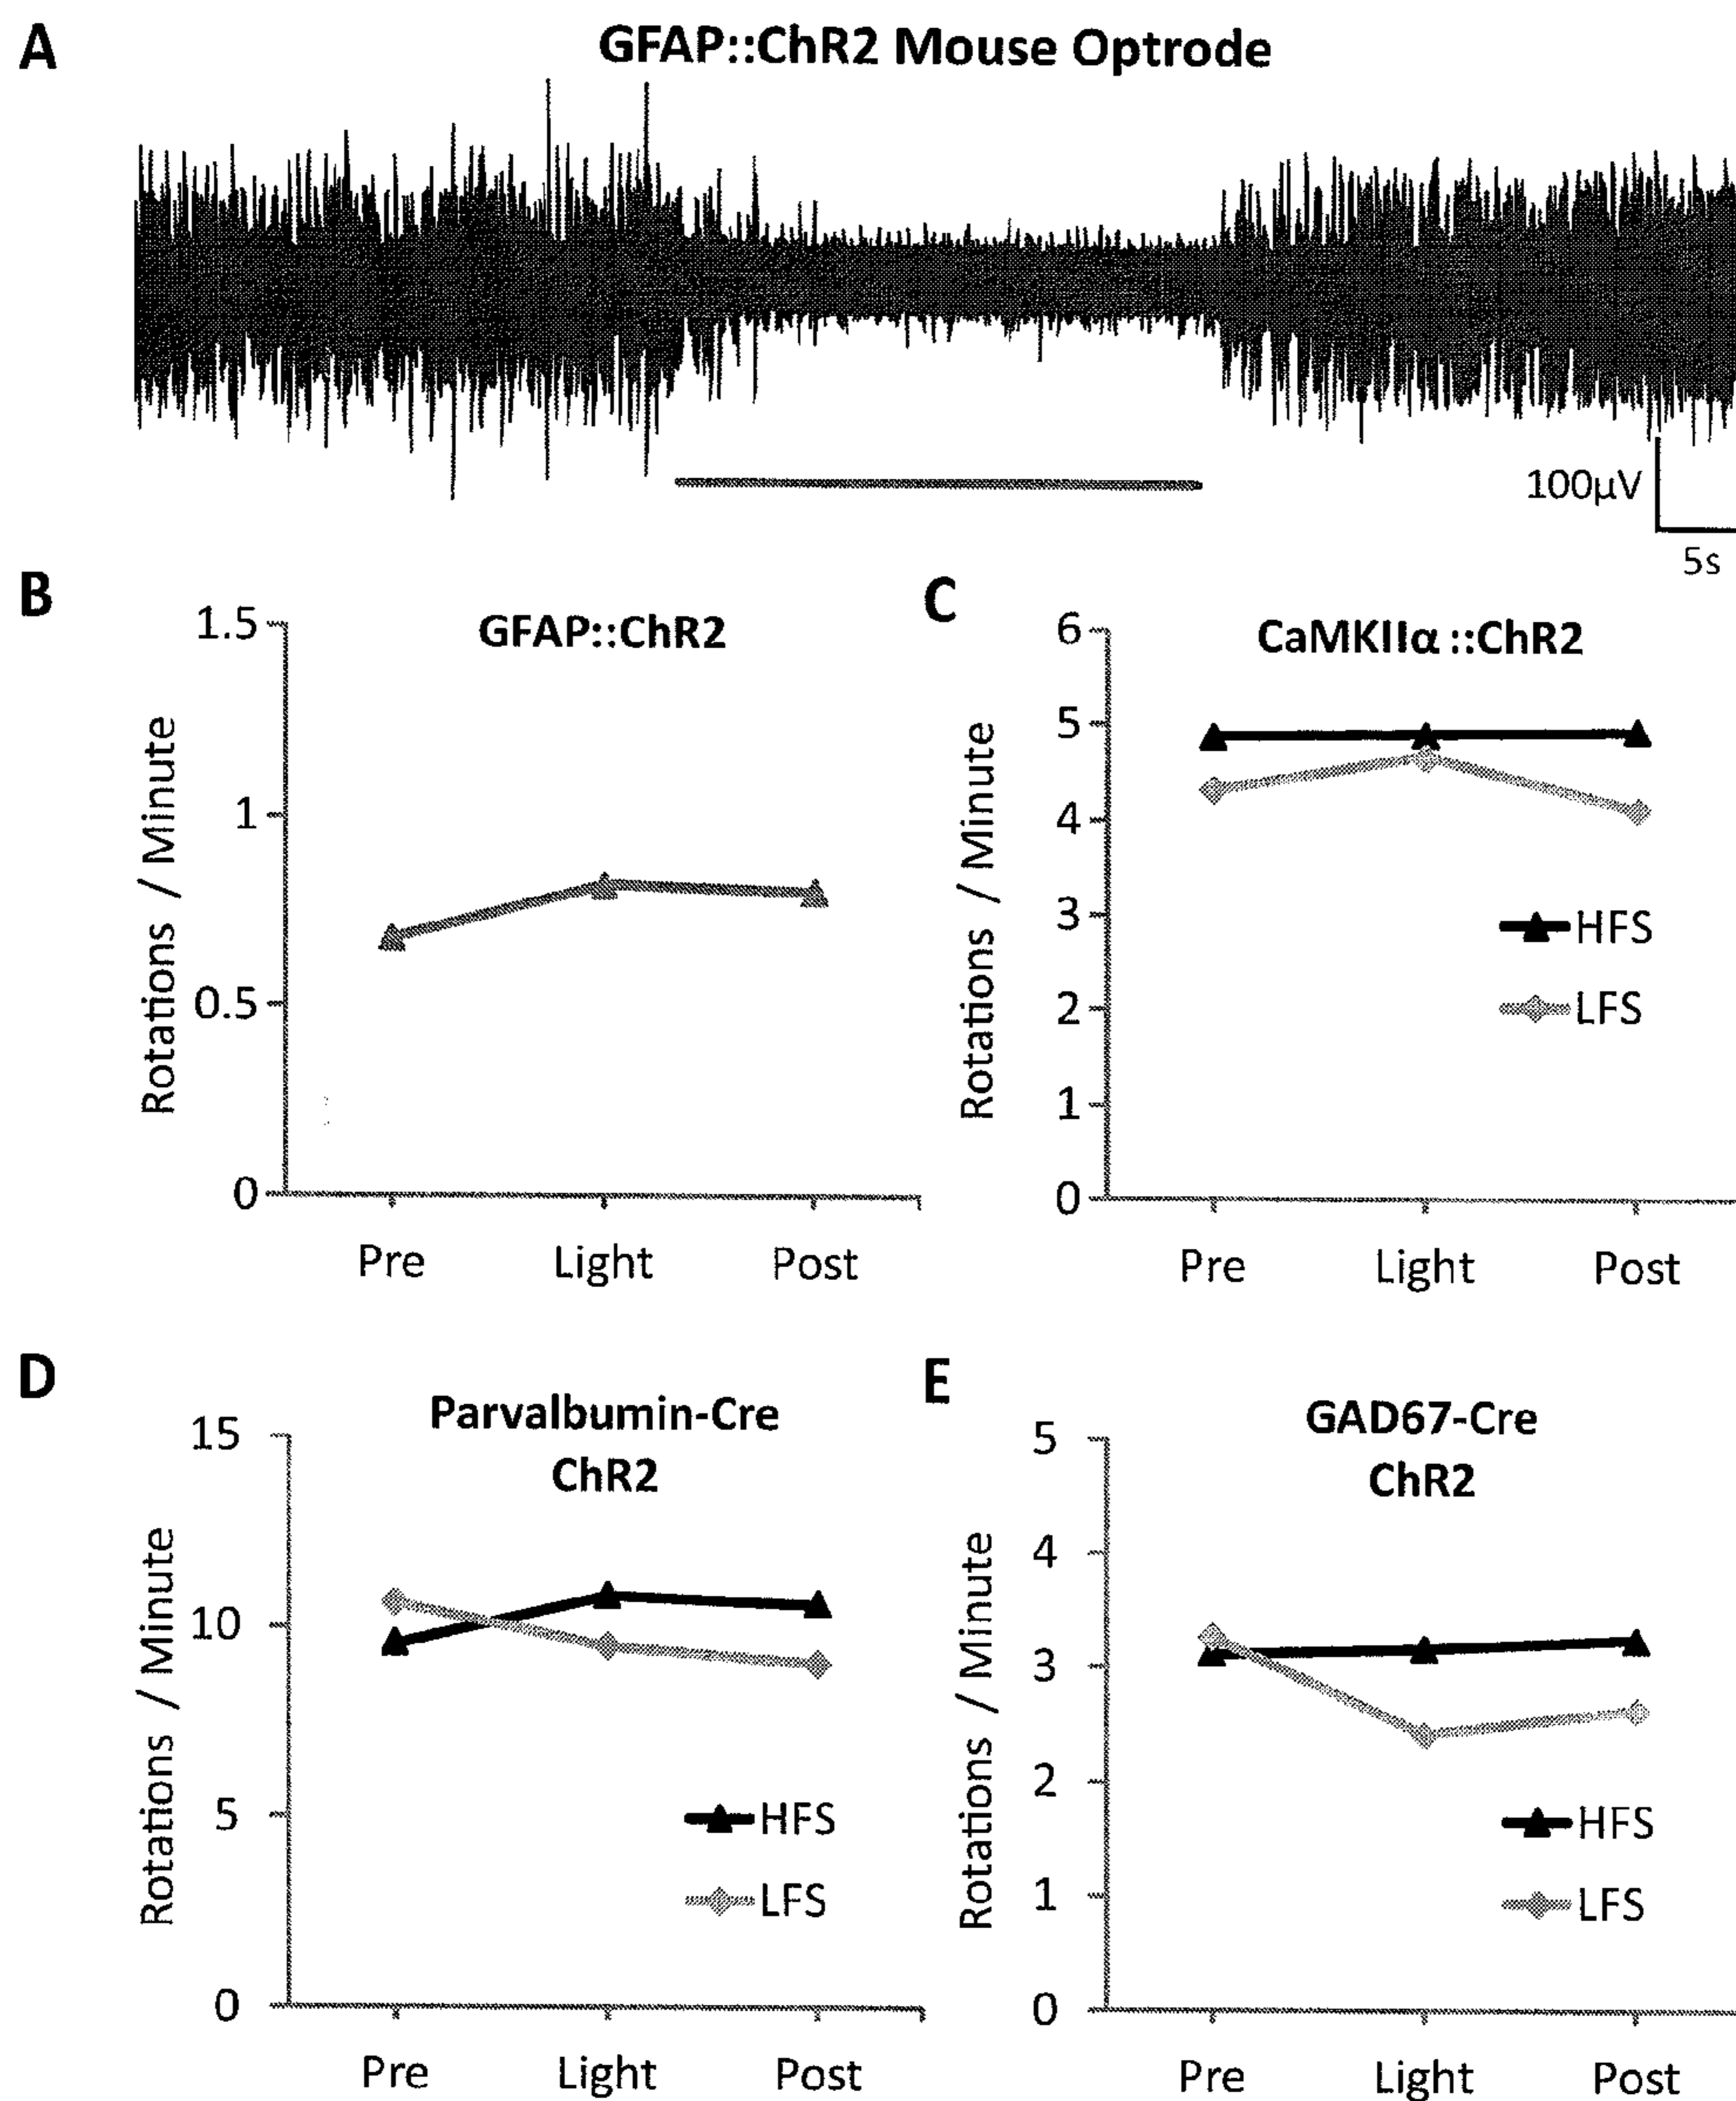 A
GFAP::ChR2 Mouse Optrode
100µV
5s
B
GFAP::ChR2
Rotations / Minute
1.5
1
0.5
0
Pre Light Post
C
CaMKIIα ::ChR2
Rotations / Minute
6
5
4
3
2
1
0
HFS
LFS
Pre Light Post
D
Parvalbumin-Cre
ChR2
Rotations / Minute
15
10
5
0
HFS
LFS
Pre Light Post
E
GAD67-Cre
ChR2
Rotations / Minute
5
4
3
2
1
0
HFS
LFS
Pre Light Post